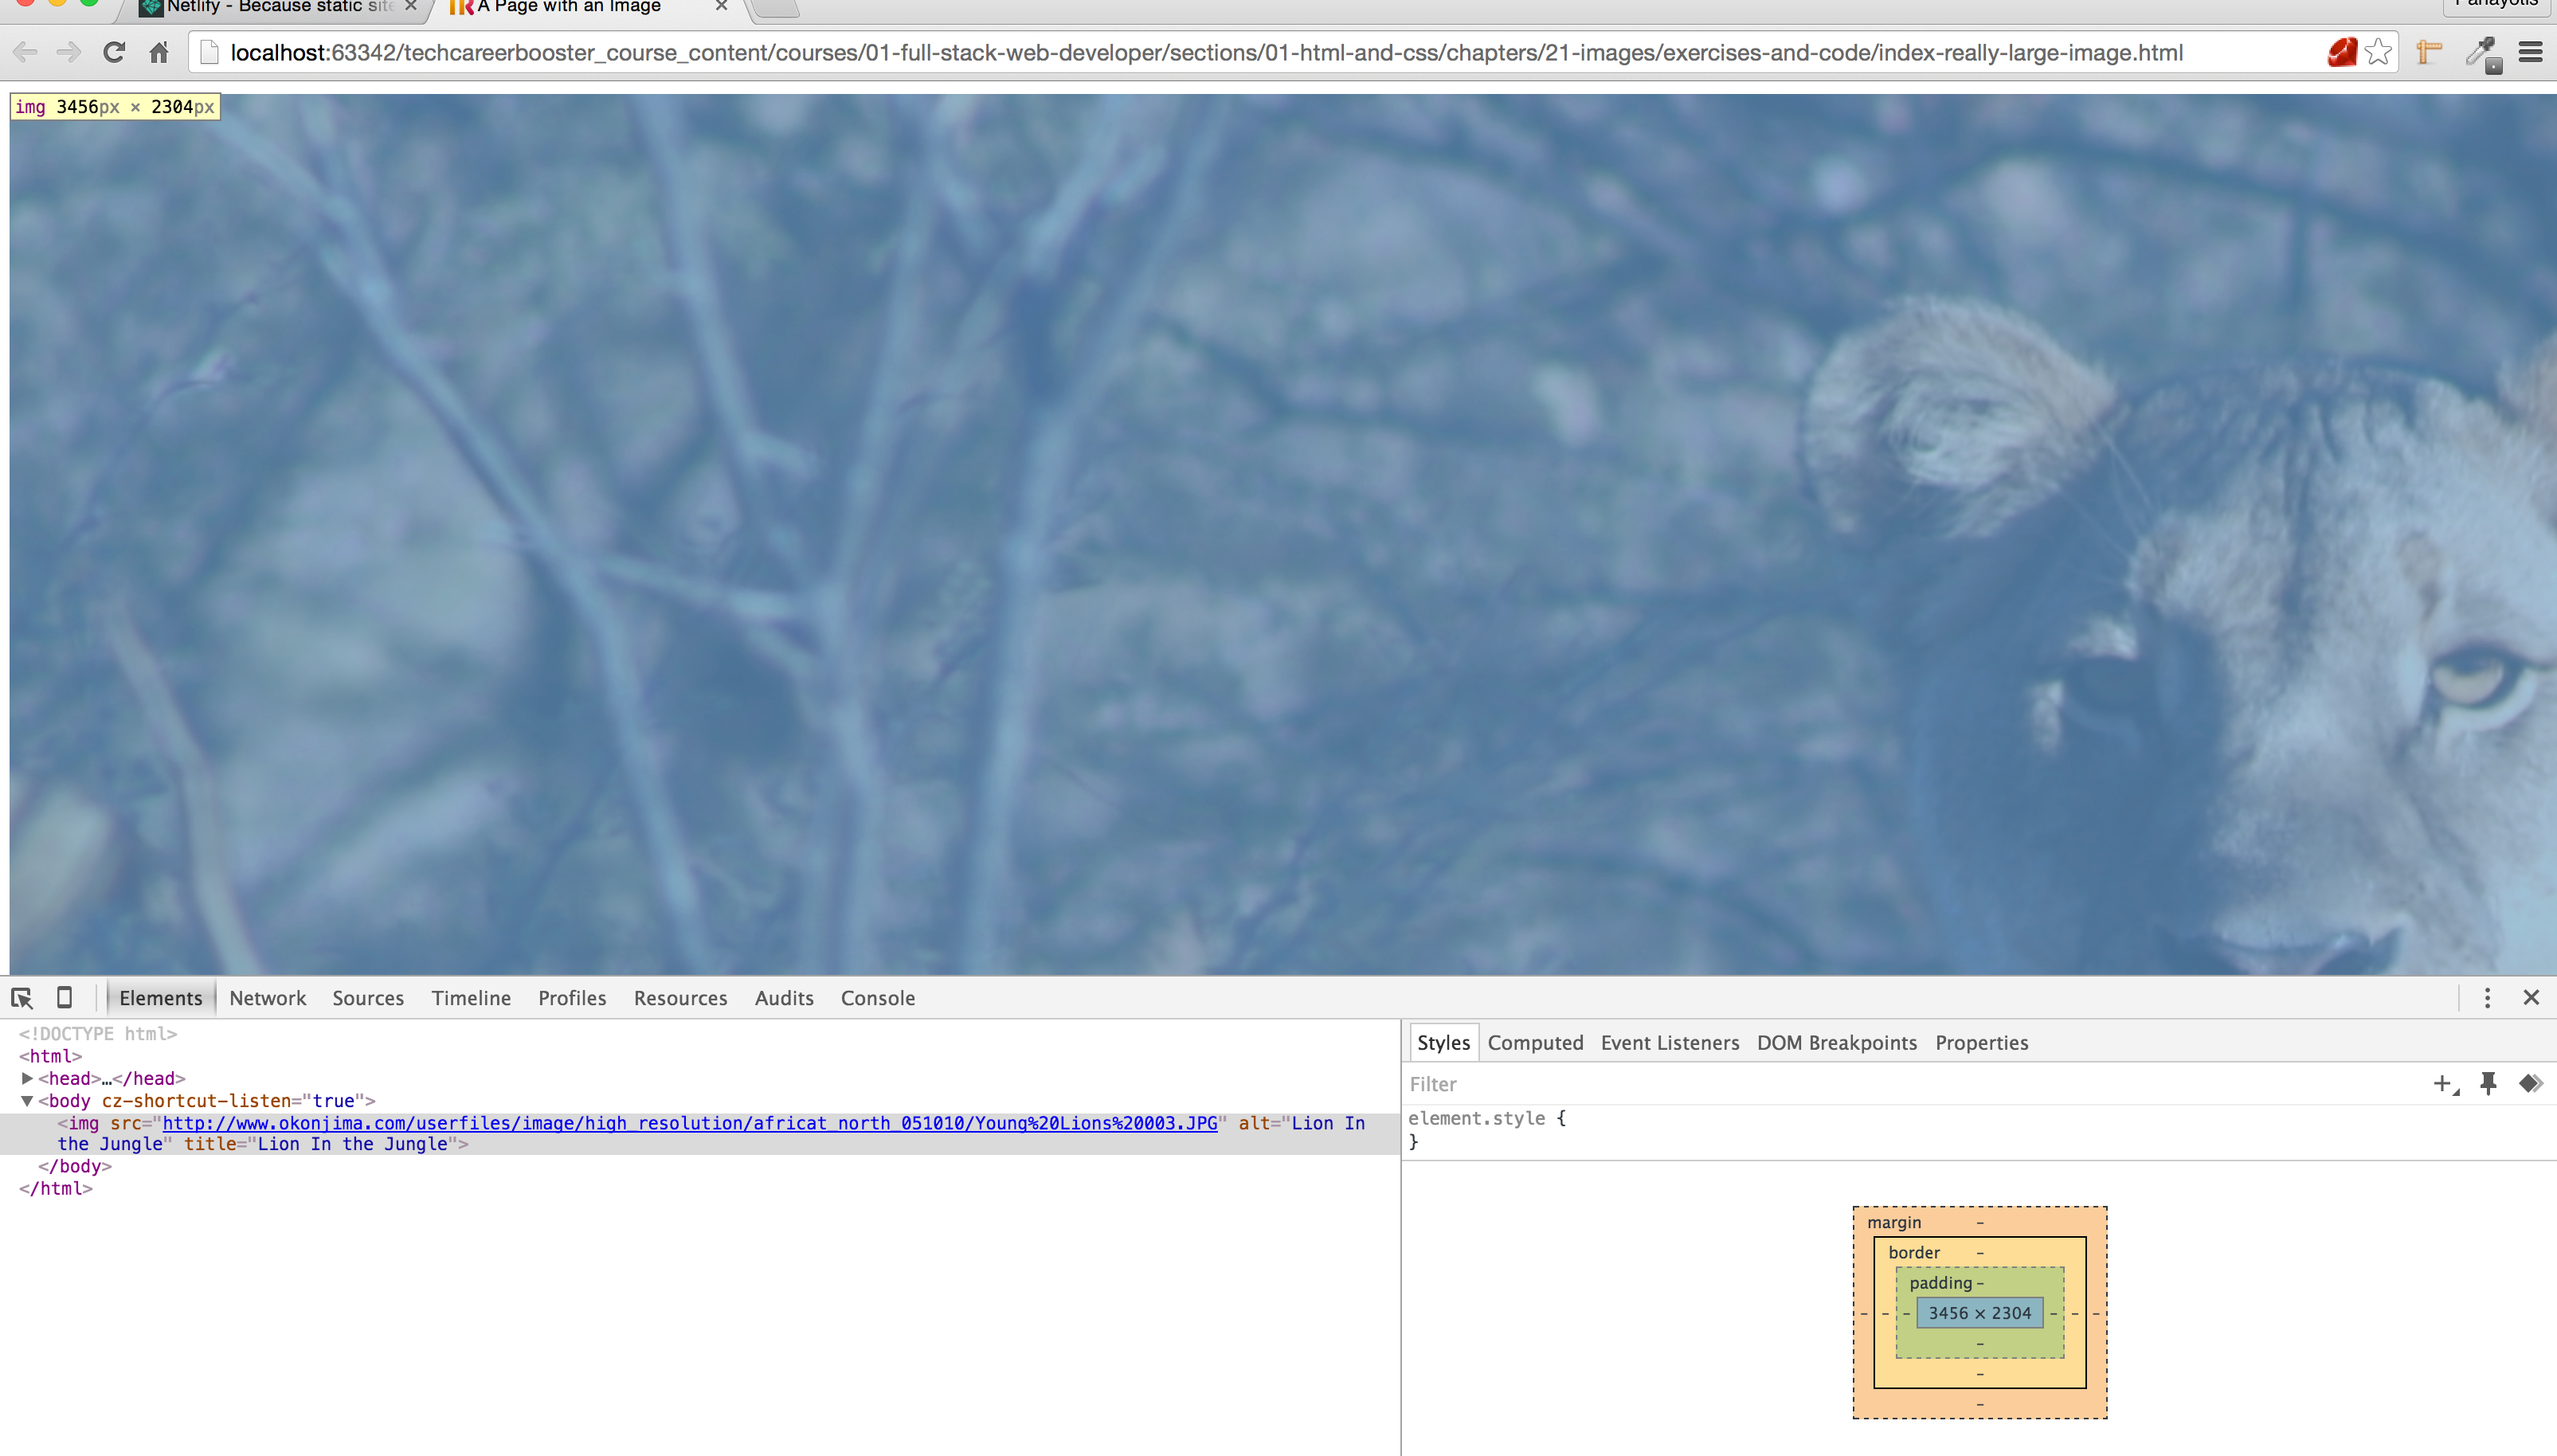 Netlify - Because static site
A Page with an Image
Panayotis
localhost:63342/techcareerbooster_course_content/courses/01-full-stack-web-developer/sections/01-html-and-css/chapters/21-images/exercises-and-code/index-really-large-image.html
img 3456px × 2304px
Elements Network Sources Timeline Profiles Resources Audits Console
<!DOCTYPE html>
<html>
<head>…</head>
<body cz-shortcut-listen="true">
<img src="http://www.okonjima.com/userfiles/image/high_resolution/africat_north_051010/Young%20Lions%20003.JPG" alt="Lion In
the Jungle" title="Lion In the Jungle">
</body>
</html>
Styles Computed Event Listeners DOM Breakpoints Properties
Filter
element.style {
}
margin -
border -
padding -
- - - 3456 × 2304 - - -
-
-
-